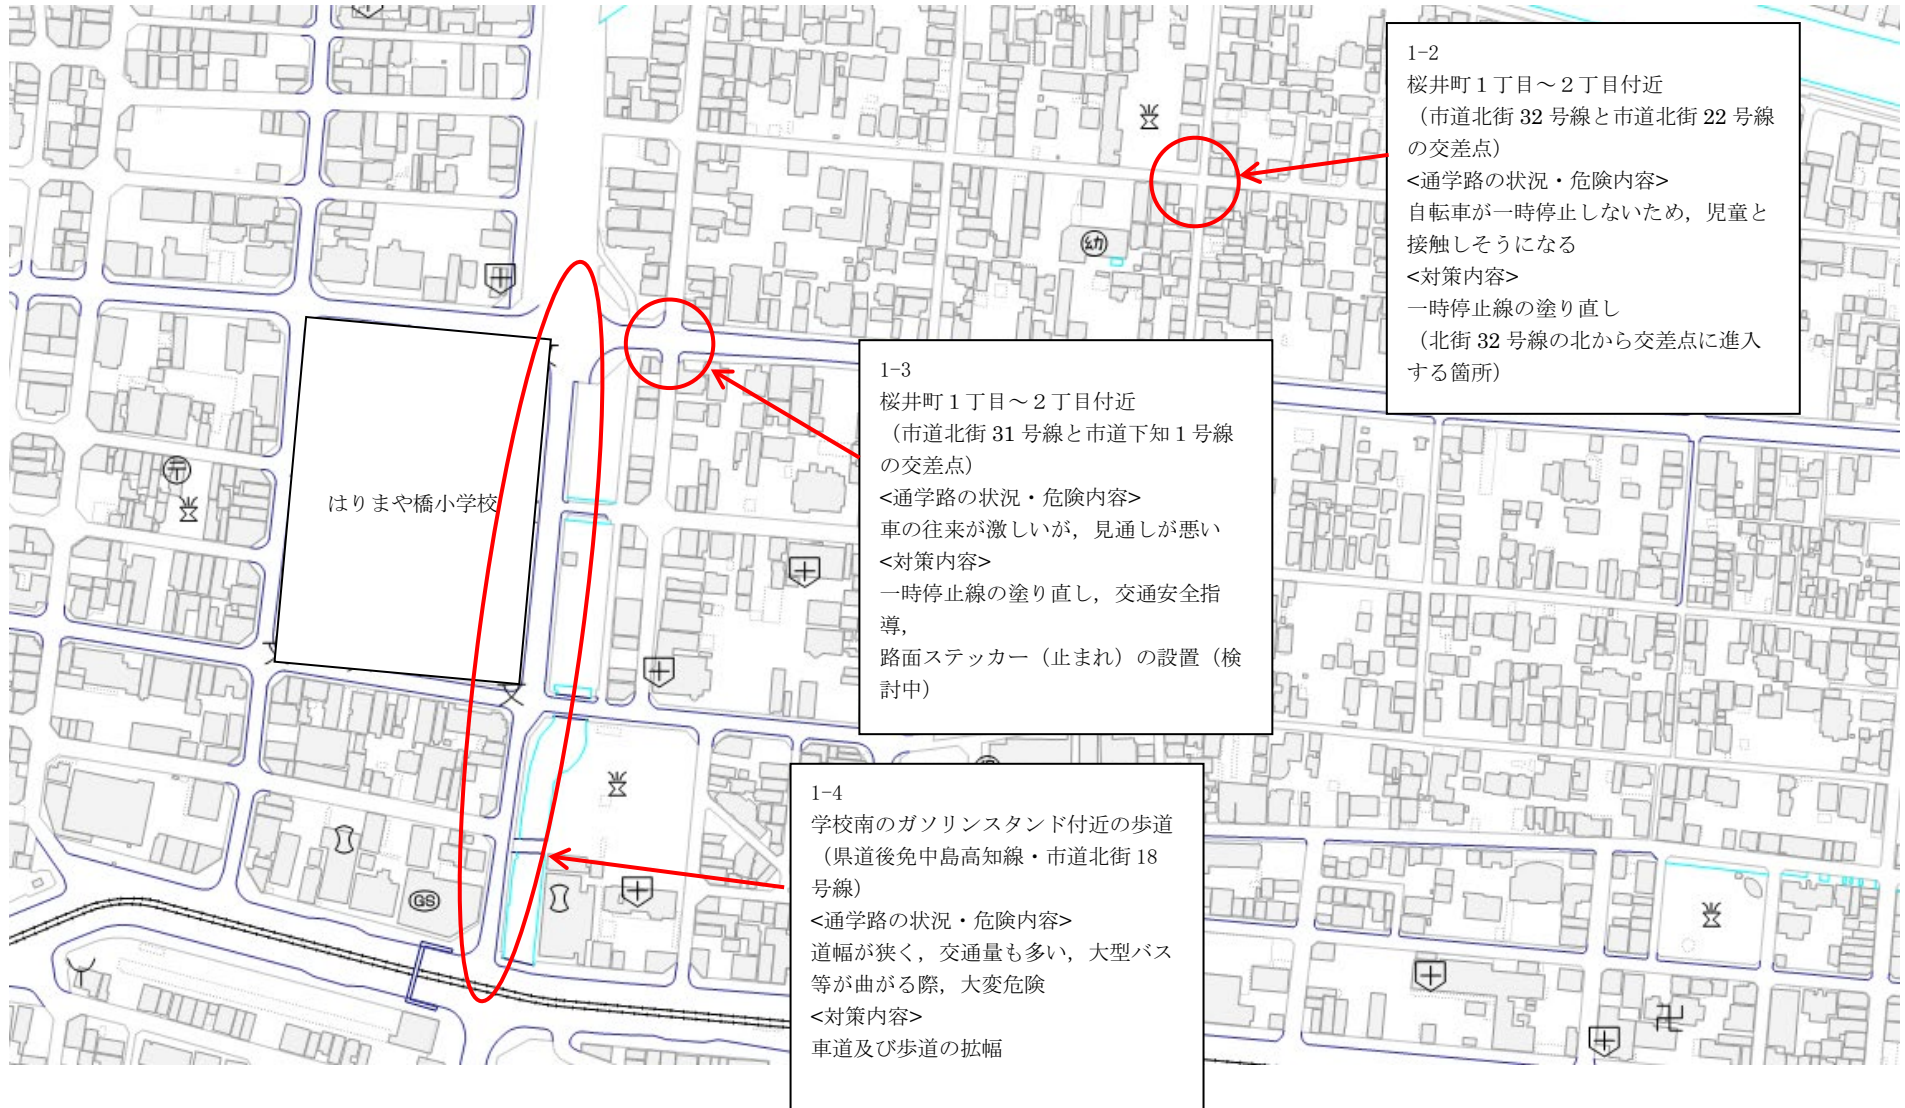 1-2
桜井町１丁目～２丁目付近
（市道北街 32 号線と市道北街 22 号線
の交差点）
<通学路の状況・危険内容>
自転車が一時停止しないため，児童と
接触しそうになる
<対策内容>
一時停止線の塗り直し
（北街 32 号線の北から交差点に進入
する箇所）
幼
1-3
桜井町１丁目～２丁目付近
（市道北街 31 号線と市道下知１号線
の交差点）
<通学路の状況・危険内容>
車の往来が激しいが，見通しが悪い
<対策内容>
一時停止線の塗り直し，交通安全指
導，
路面ステッカー（止まれ）の設置（検
討中）
はりまや橋小学校
1-4
学校南のガソリンスタンド付近の歩道
（県道後免中島高知線・市道北街 18
号線）
<通学路の状況・危険内容>
道幅が狭く，交通量も多い，大型バス
等が曲がる際，大変危険
<対策内容>
車道及び歩道の拡幅
GS